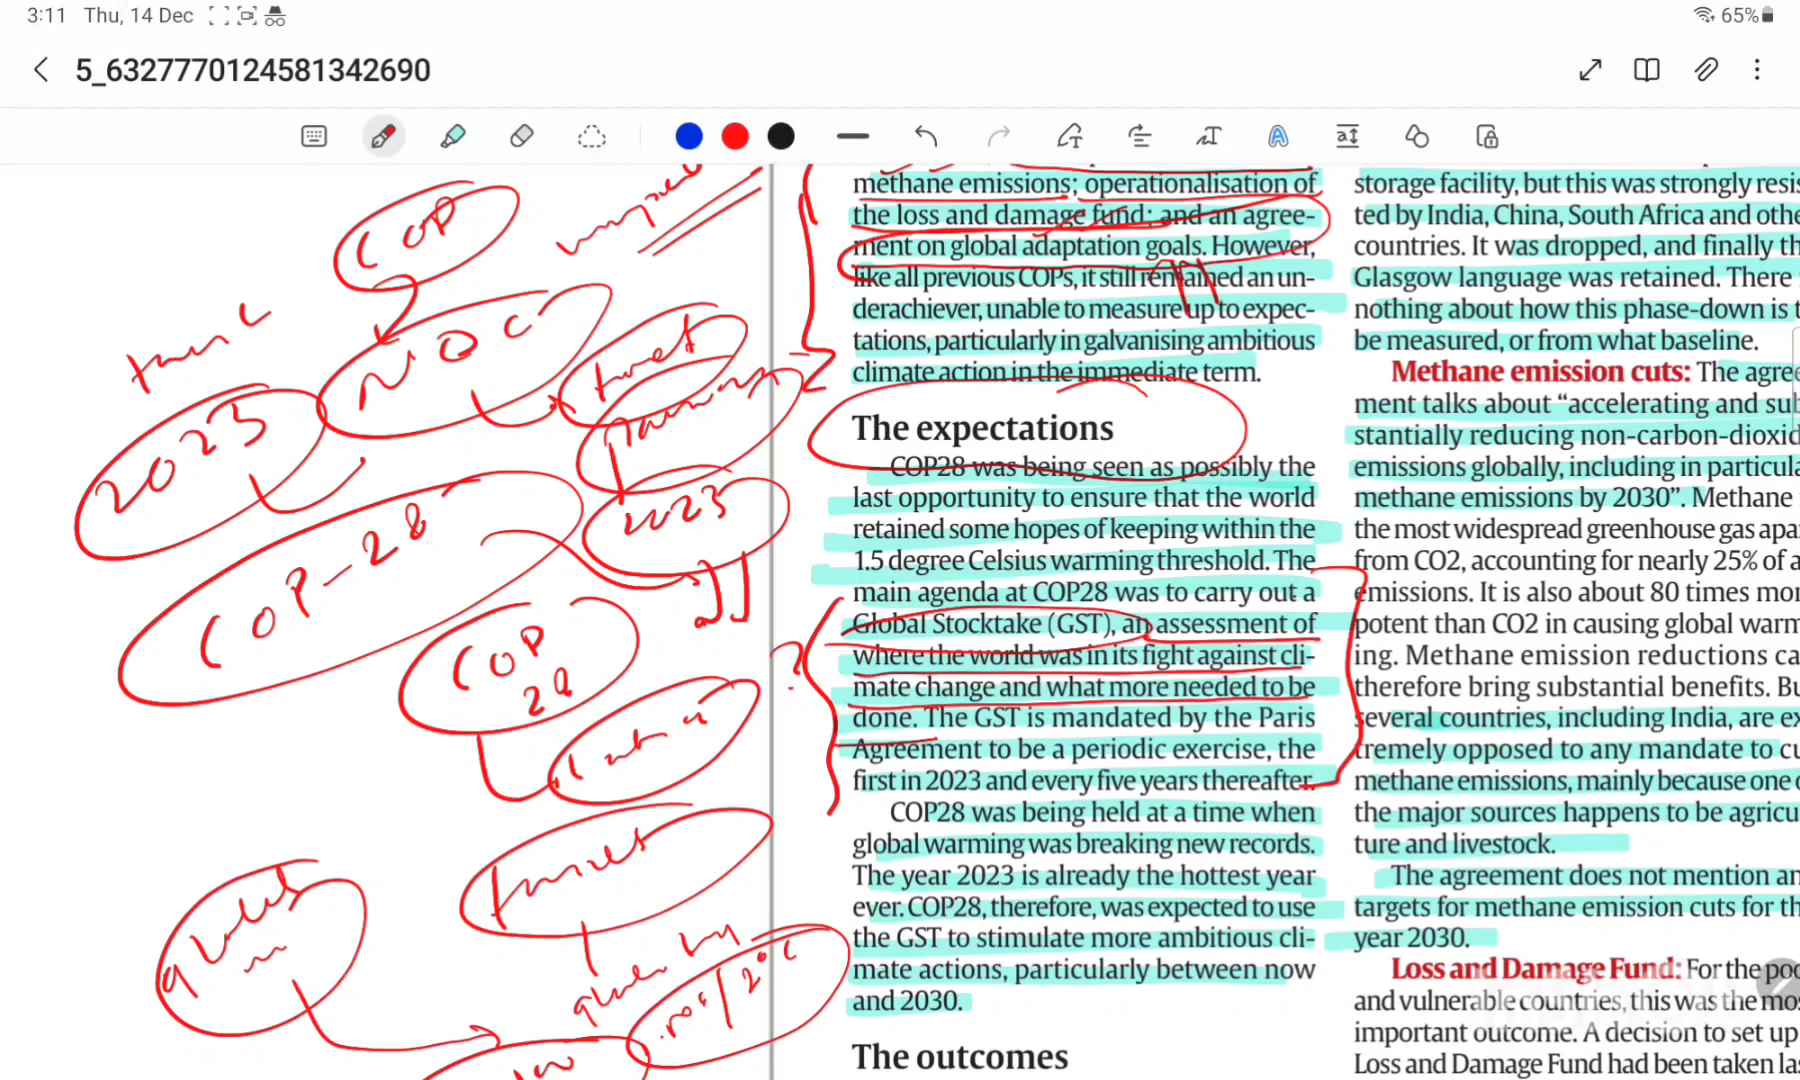 3:11 Thu, 14 Dec
65%
5_6327770124581342690
COP
2023
COP-28
2023
COP
methane emissions; operationalisation of
the loss and damage fund; and an agree-
ment on global adaptation goals. However,
like all previous COPs, it still remained an un-
derachiever, unable to measure up to expec-
tations, particularly in galvanising ambitious
climate action in the immediate term.
The expectations
COP28 was being seen as possibly the
last opportunity to ensure that the world
retained some hopes of keeping within the
1.5 degree Celsius warming threshold. The
main agenda at COP28 was to carry out a
Global Stocktake (GST), an assessment of
where the world was in its fight against cli-
mate change and what more needed to be
done. The GST is mandated by the Paris
Agreement to be a periodic exercise, the
first in 2023 and every five years thereafter.
COP28 was being held at a time when
global warming was breaking new records.
The year 2023 is already the hottest year
ever. COP28, therefore, was expected to use
the GST to stimulate more ambitious cli-
mate actions, particularly between now
and 2030.
The outcomes
storage facility, but this was strongly resis
ted by India, China, South Africa and othe
countries. It was dropped, and finally th
Glasgow language was retained. There
nothing about how this phase-down is t
be measured, or from what baseline.
Methane emission cuts: The agree
ment talks about “accelerating and sub
stantially reducing non-carbon-dioxid
emissions globally, including in particula
methane emissions by 2030”. Methane
the most widespread greenhouse gas apa
from CO2, accounting for nearly 25% of a
emissions. It is also about 80 times mor
potent than CO2 in causing global warm
ing. Methane emission reductions ca
therefore bring substantial benefits. Bu
several countries, including India, are ex
tremely opposed to any mandate to cu
methane emissions, mainly because one o
the major sources happens to be agricu
ture and livestock.
The agreement does not mention an
targets for methane emission cuts for th
year 2030.
Loss and Damage Fund: For the poo
and vulnerable countries, this was the mos
important outcome. A decision to set up
Loss and Damage Fund had been taken las